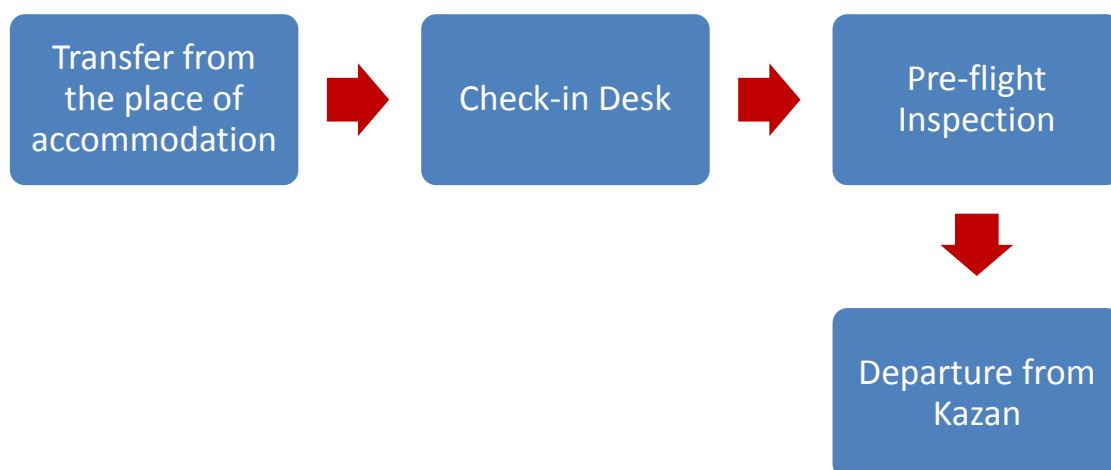 Transfer from
the place of
accommodation
Check-in Desk
Pre-flight
Inspection
Departure from
Kazan